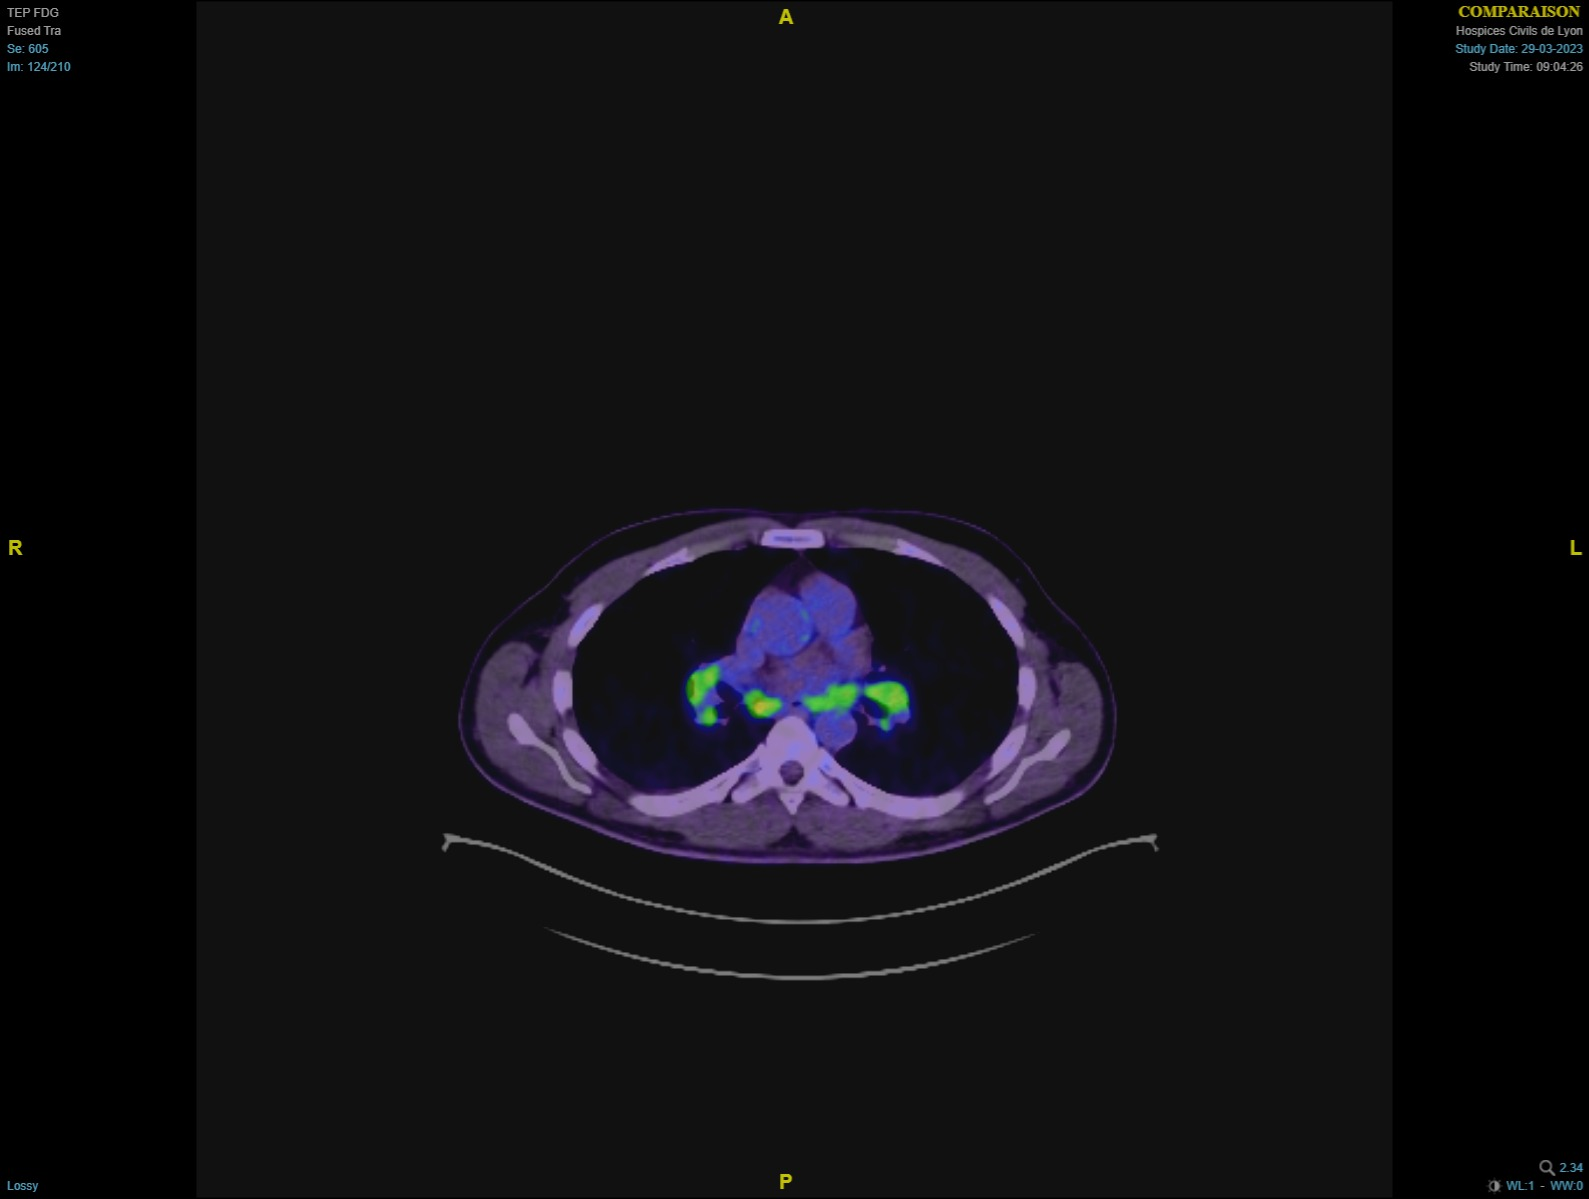 TEP FDG
Fused Tra
Se: 605
Im: 124/210
COMPARAISON
Hospices Civils de Lyon
Study Date: 29-03-2023
Study Time: 09:04:26
A
R
L
P
Lossy
2.34
WL:1 - WW:0